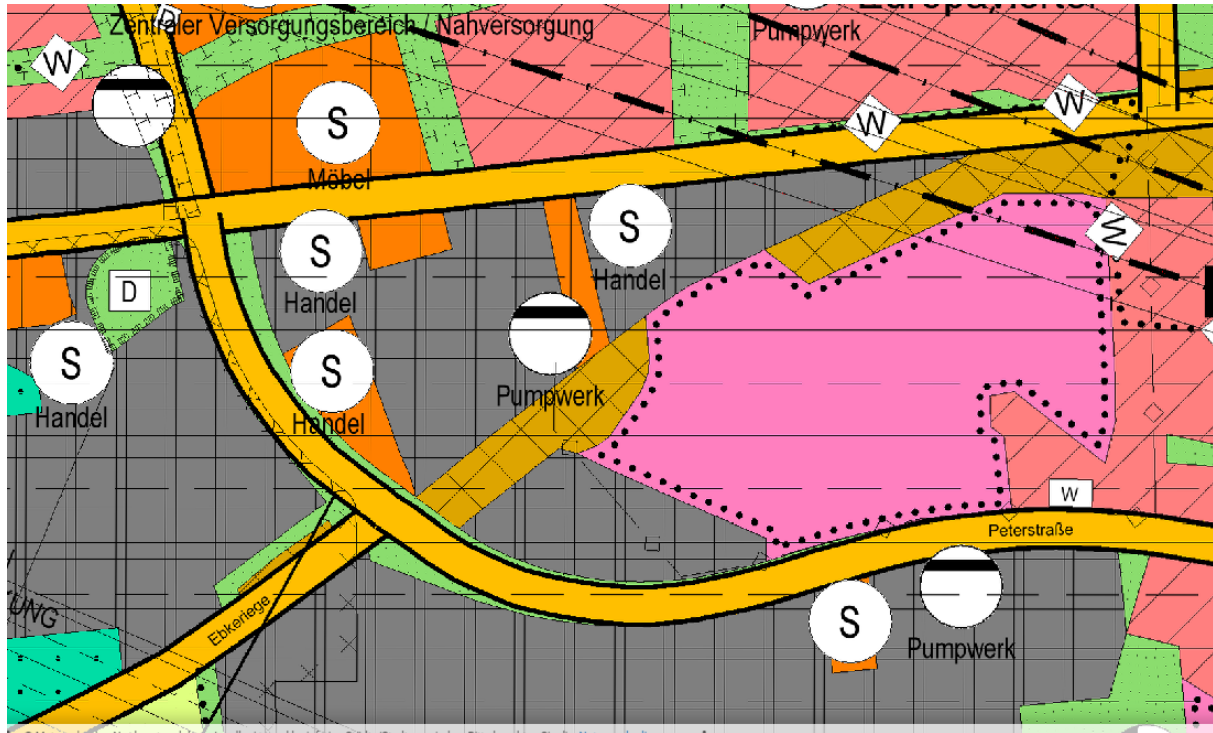 Zentraler Versorgungsbereich / Nahversorgung
Pumpwerk
D
W
W
W
S
Möbel
S
Handel
S
Handel
W
D
S
Handel
S
Handel
Pumpwerk
W
Peterstraße
Ebkeriege
S
Pumpwerk